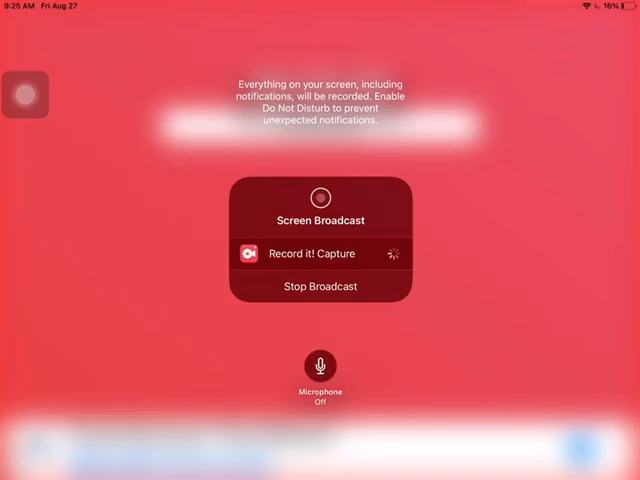 9:25 AM Fri Aug 27
16%
Everything on your screen, including
notifications, will be recorded. Enable
Do Not Disturb to prevent
unexpected notifications.
Screen Broadcast
Record it! Capture
Stop Broadcast
Microphone
Off